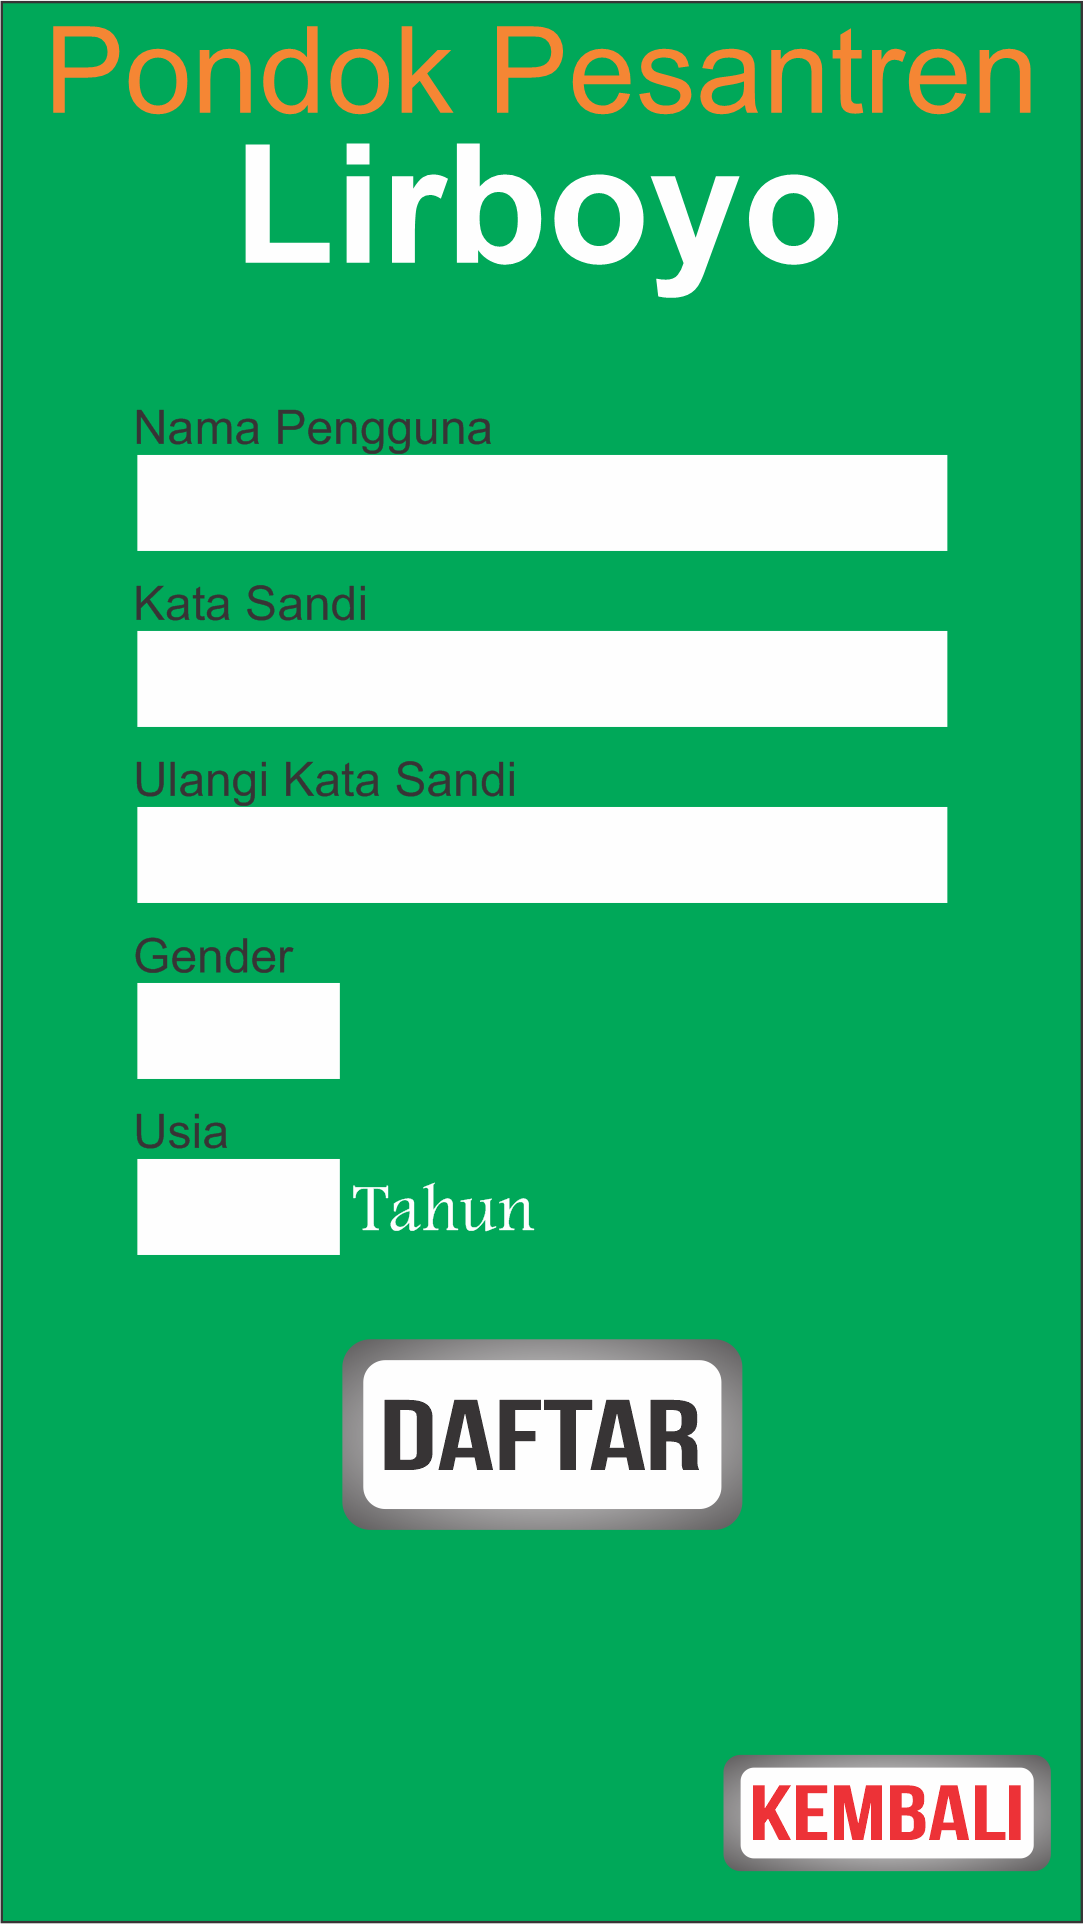 Pondok Pesantren
Lirboyo
Nama Pengguna
Kata Sandi
Ulangi Kata Sandi
Gender
Usia
Tahun
DAFTAR
KEMBALI